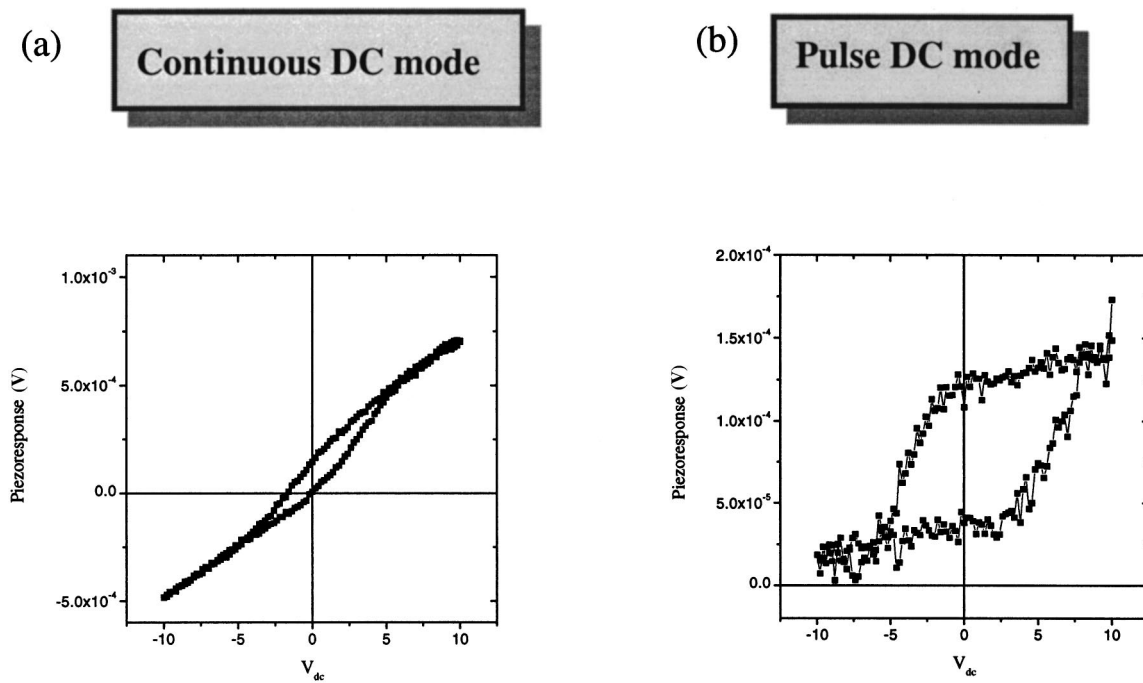 (a)
Continuous DC mode
(b)
Pulse DC mode
1.0x10⁻³
5.0x10⁻⁴
0.0
-5.0x10⁻⁴
Piezoresponse (V)
-10 -5 0 5 10
V_dc
2.0x10⁻⁴
1.5x10⁻⁴
1.0x10⁻⁴
5.0x10⁻⁵
0.0
Piezoresponse (V)
-10 -5 0 5 10
V_dc